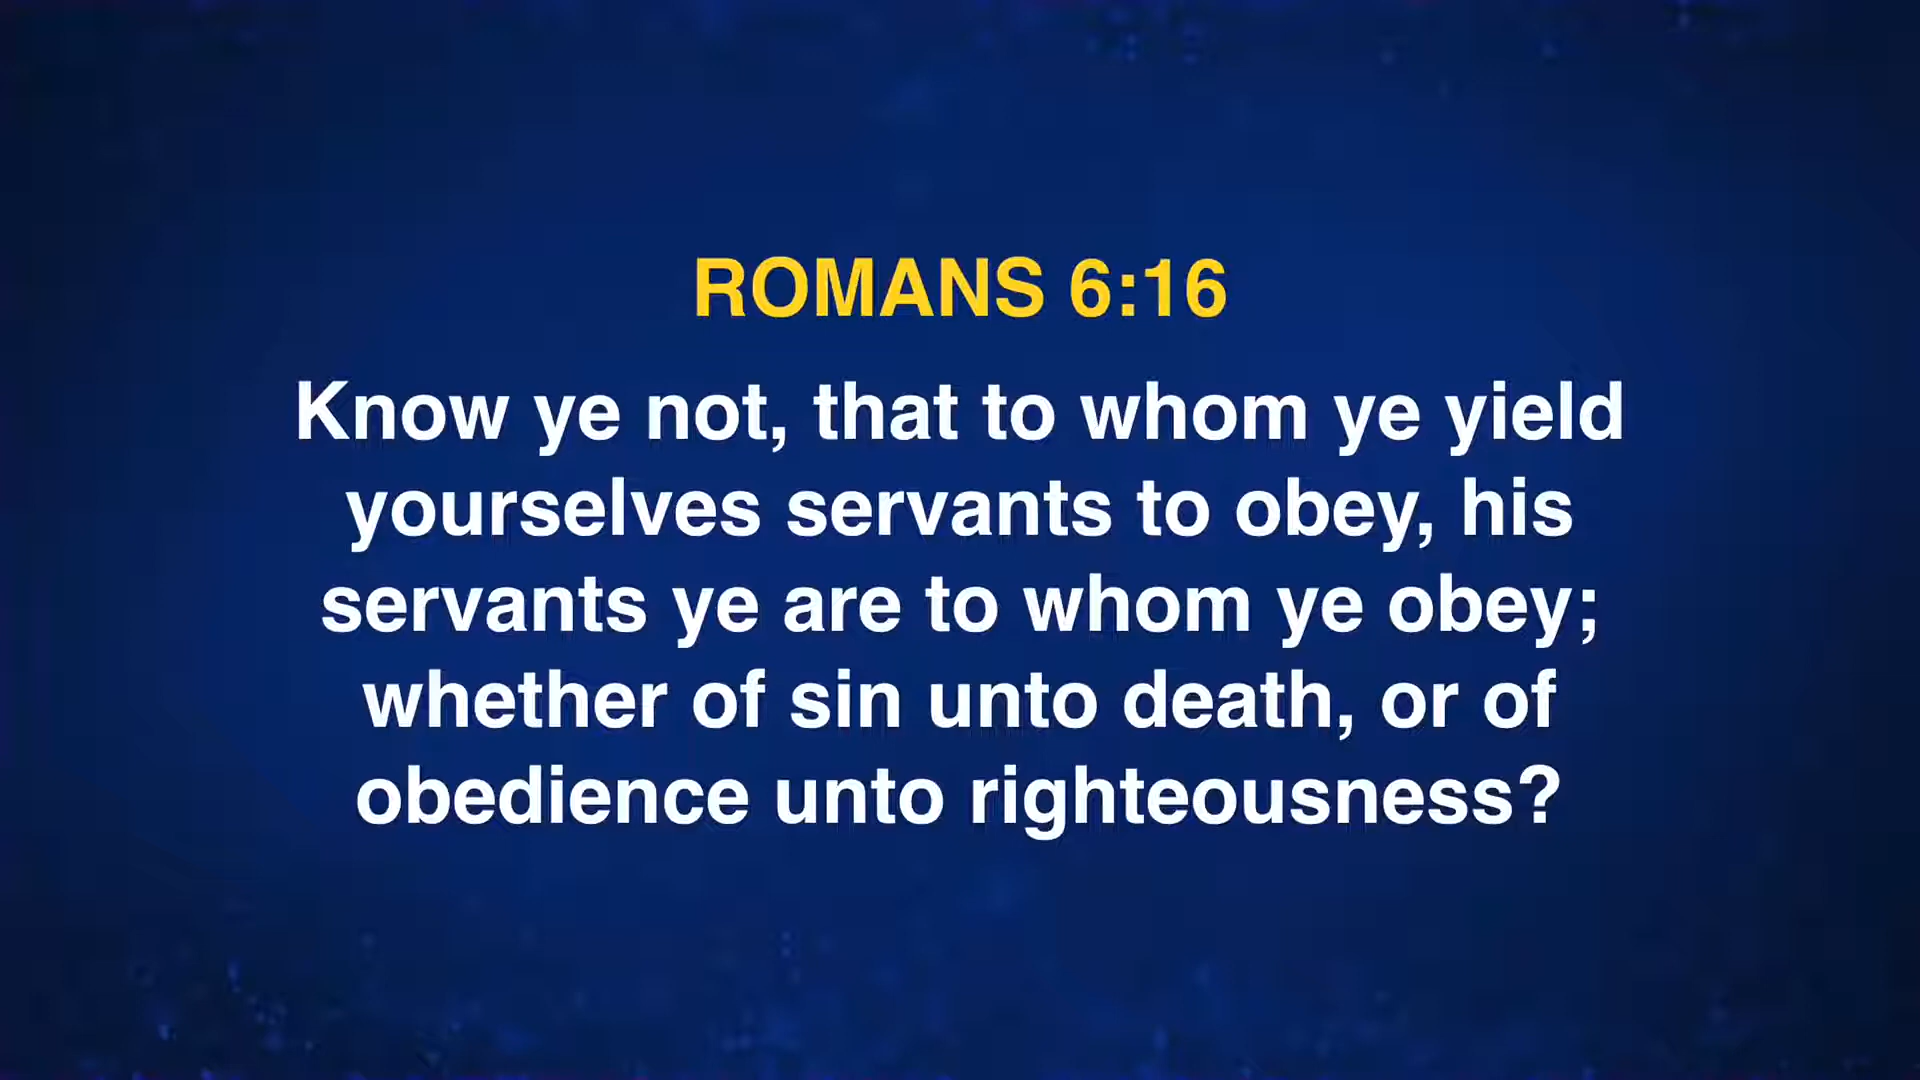 ROMANS 6:16
Know ye not, that to whom ye yield
yourselves servants to obey, his
servants ye are to whom ye obey;
whether of sin unto death, or of
obedience unto righteousness?